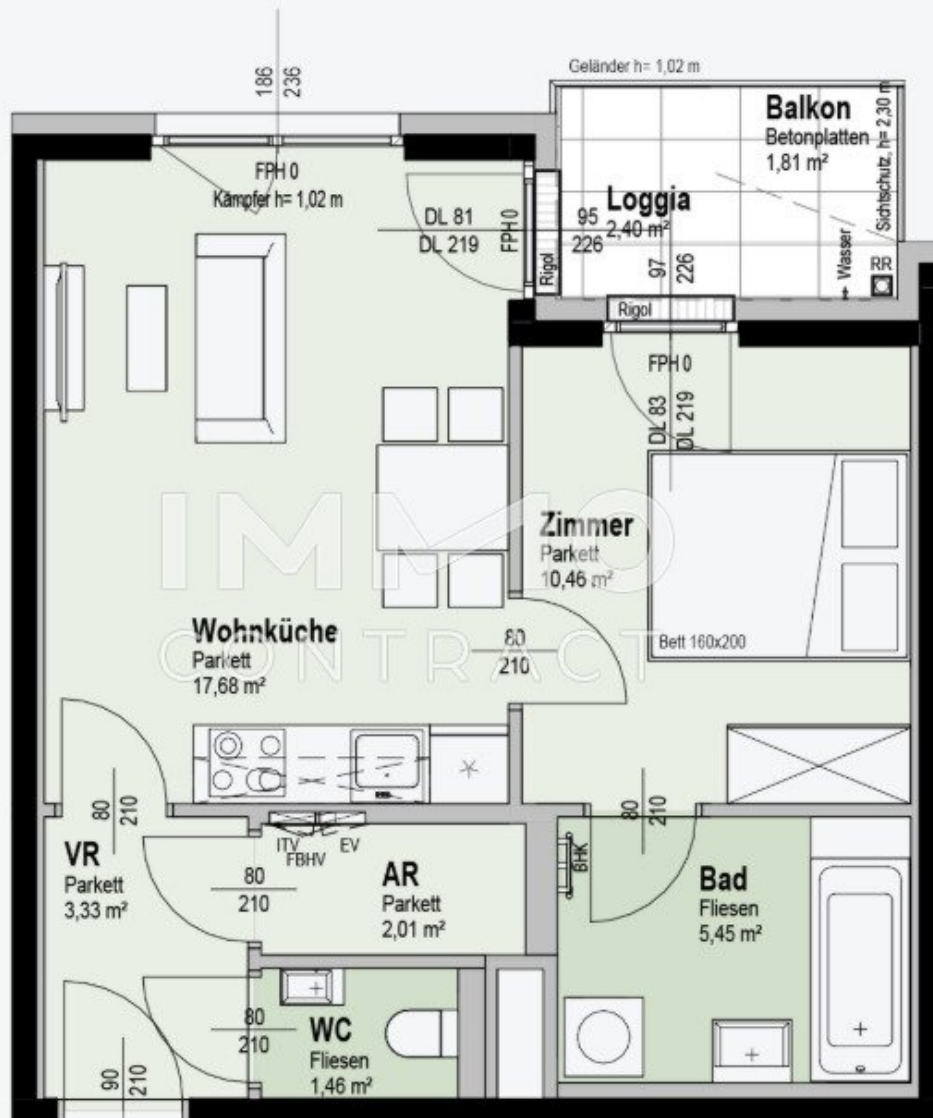 Geländer h= 1,02 m
186
236
Balkon
Betonplatten
1,81 m²
Sichtschutz, h= 2,30 m
FPH 0
Kämpfer h= 1,02 m
DL 81
DL 219
FPH 0
Rigol
95
226
Loggia
2,40 m²
97
226
Wasser
RR
Rigol
FPH 0
DL 83
DL 219
IMMO
CONTRACT
Zimmer
Parkett
10,46 m²
Bett 160x200
Wohnküche
Parkett
17,68 m²
80
210
80
210
80
210
VR
Parkett
3,33 m²
ITV
FBHV
EV
80
210
AR
Parkett
2,01 m²
BHK
Bad
Fliesen
5,45 m²
80
210
WC
Fliesen
1,46 m²
90
210